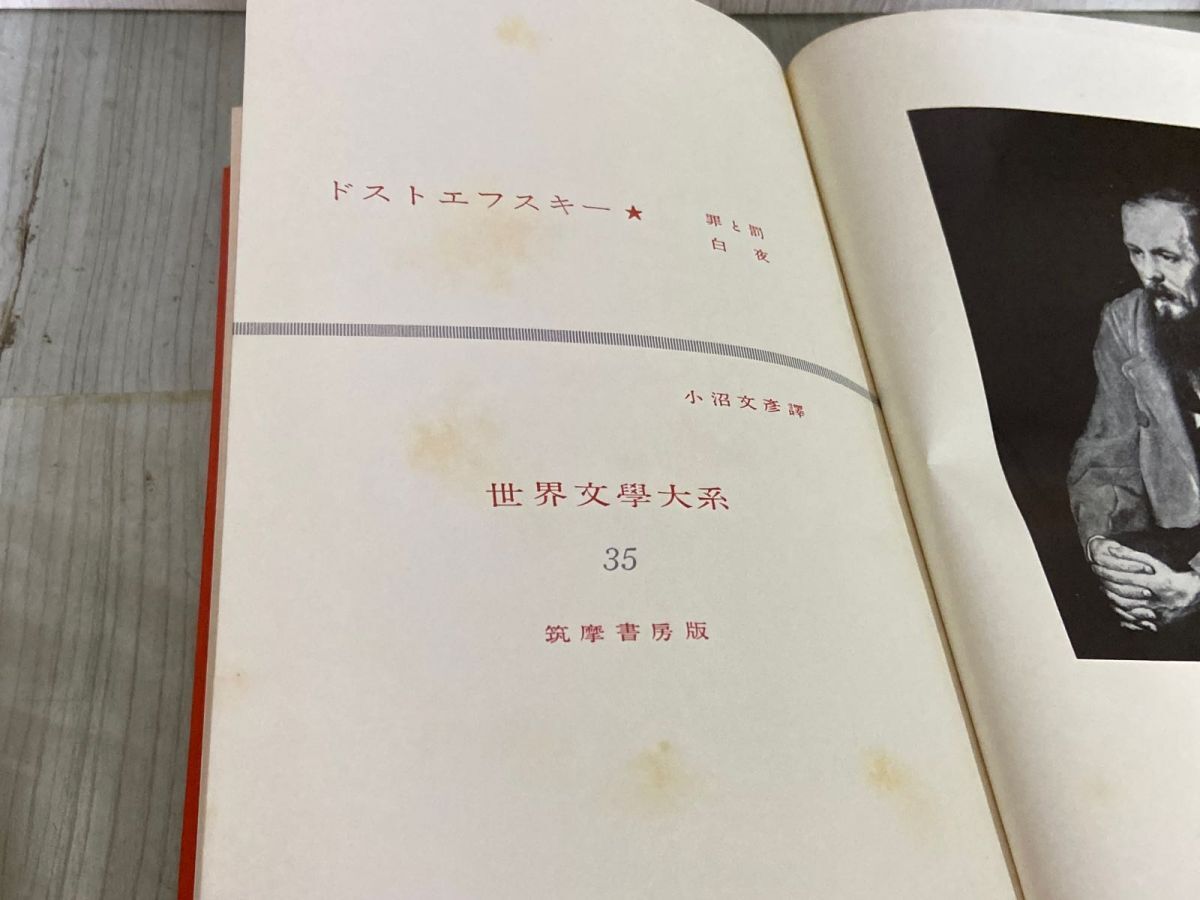 ドストエフスキー★
罪と罰
白夜
小沼文彦譯
世界文學大系
35
筑摩書房版